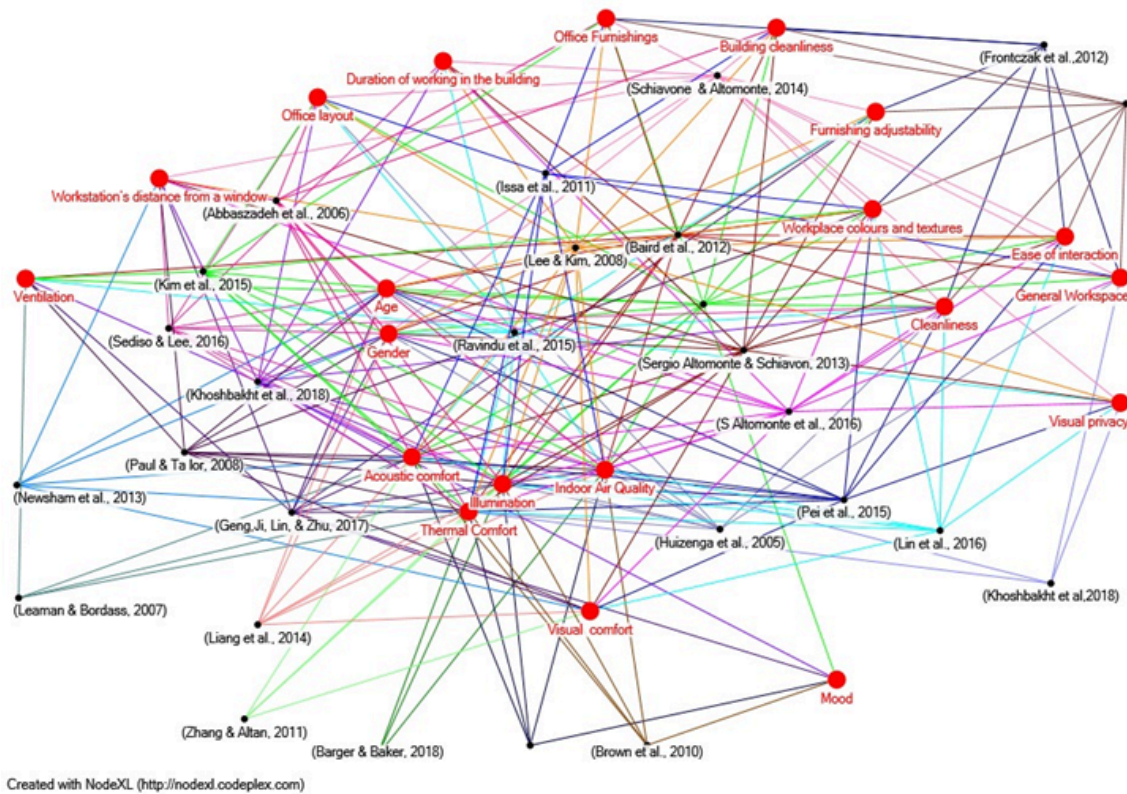 Office Furnishings
Building cleanliness
(Frontczak et al.,2012)
Duration of working in the building
(Schiavone & Altomonte, 2014)
Office layout
Furnishing adjustability
Workstation's distance from a window
(Issa et al., 2011)
(Abbaszadeh et al., 2006)
Workplace colours and textures
(Baird et al., 2012)
(Lee & Kim, 2008)
Ease of interaction
Ventilation
(Kim et al., 2015)
Age
General Workspace
Cleanliness
(Sediso & Lee, 2016)
Gender
(Ravindu et al., 2015)
(Sergio Altomonte & Schiavon, 2013)
(Khoshbakht et al., 2018)
(S Altomonte et al., 2016)
Visual privacy
(Paul & Ta lor, 2008)
Acoustic comfort
Indoor Air Quality
(Newsham et al., 2013)
Illumination
(Pei et al., 2015)
(Geng,Ji, Lin, & Zhu, 2017)
Thermal Comfort
(Huizenga et al., 2005)
(Lin et al., 2016)
(Khoshbakht et al,2018)
(Leaman & Bordass, 2007)
(Liang et al., 2014)
Visual comfort
Mood
(Zhang & Altan, 2011)
(Barger & Baker, 2018)
(Brown et al., 2010)
Created with NodeXL (http://nodexl.codeplex.com)